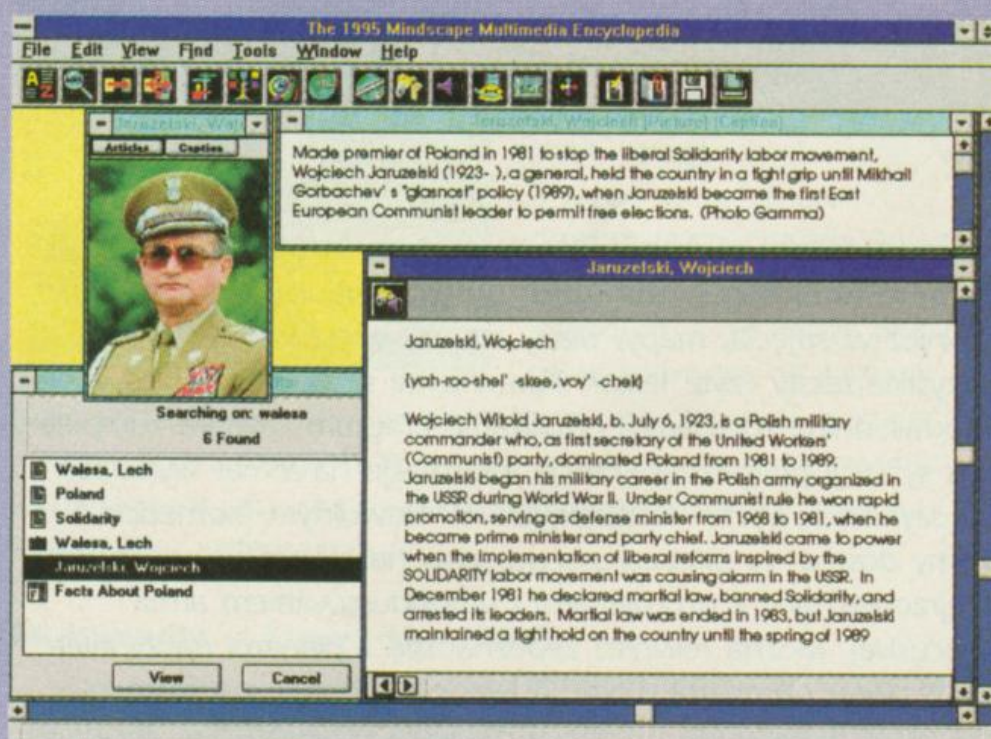 The 1995 Mindscape Multimedia Encyclopedia
File Edit View Find Tools Window Help
Jaruzelski, Wojc
Articles Caption
Jaruzelski, Wojciech (Picture) (Caption)
Made premier of Poland in 1981 to stop the liberal Solidarity labor movement,
Wojciech Jaruzelski (1923- ), a general, held the country in a tight grip until Mikhail
Gorbachev' s "glasnost" policy (1989), when Jaruzelski became the first East
European Communist leader to permit free elections. (Photo Gamma)
Searching on: walesa
6 Found
Walesa, Lech
Poland
Solidarity
Walesa, Lech
Jaruzelski, Wojciech
Facts About Poland
View Cancel
Jaruzelski, Wojciech
Jaruzelski, Wojciech
{yah-roo-shel' -skee, voy' -chek}
Wojciech Witold Jaruzelski, b. July 6, 1923, is a Polish military
commander who, as first secretary of the United Workers'
(Communist) party, dominated Poland from 1981 to 1989.
Jaruzelski began his military career in the Polish army organized in
the USSR during World War II. Under Communist rule he won rapid
promotion, serving as defense minister from 1968 to 1981, when he
became prime minister and party chief. Jaruzelski came to power
when the implementation of liberal reforms inspired by the
SOLIDARITY labor movement was causing alarm in the USSR. In
December 1981 he declared martial law, banned Solidarity, and
arrested its leaders. Martial law was ended in 1983, but Jaruzelski
maintained a tight hold on the country until the spring of 1989